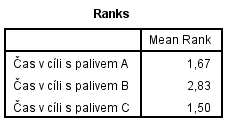 Ranks
Mean Rank
Čas v cíli s palivem A 1,67
Čas v cíli s palivem B 2,83
Čas v cíli s palivem C 1,50